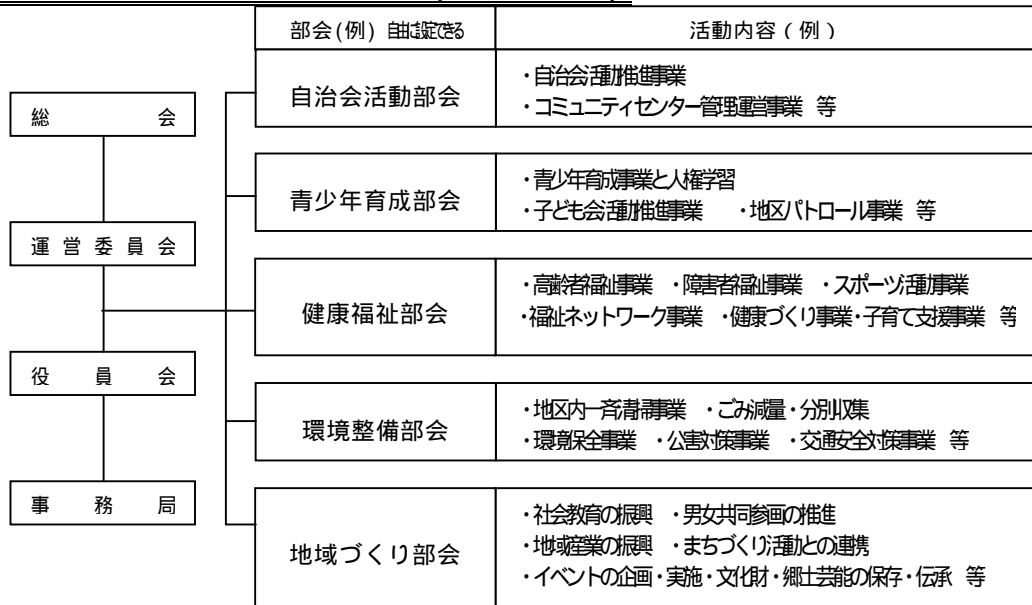 部会(例) 自由に設定できる
活動内容(例)
総会
運営委員会
役員会
事務局
自治会活動部会
・自治会活動推進事業
・コミュニティセンター管理運営事業 等
青少年育成部会
・青少年育成事業と人権学習
・子ども会活動推進事業 ・地区パトロール事業 等
健康福祉部会
・高齢者福祉事業 ・障害者福祉事業 ・スポーツ活動事業
・福祉ネットワーク事業 ・健康づくり事業・子育て支援事業 等
環境整備部会
・地区内一斉清掃事業 ・ごみ減量・分別収集
・環境保全事業 ・公害対策事業 ・交通安全対策事業 等
地域づくり部会
・社会教育の振興 ・男女共同参画の推進
・地域産業の振興 ・まちづくり活動との連携
・イベントの企画・実施・文化財・郷土芸能の保存・伝承 等